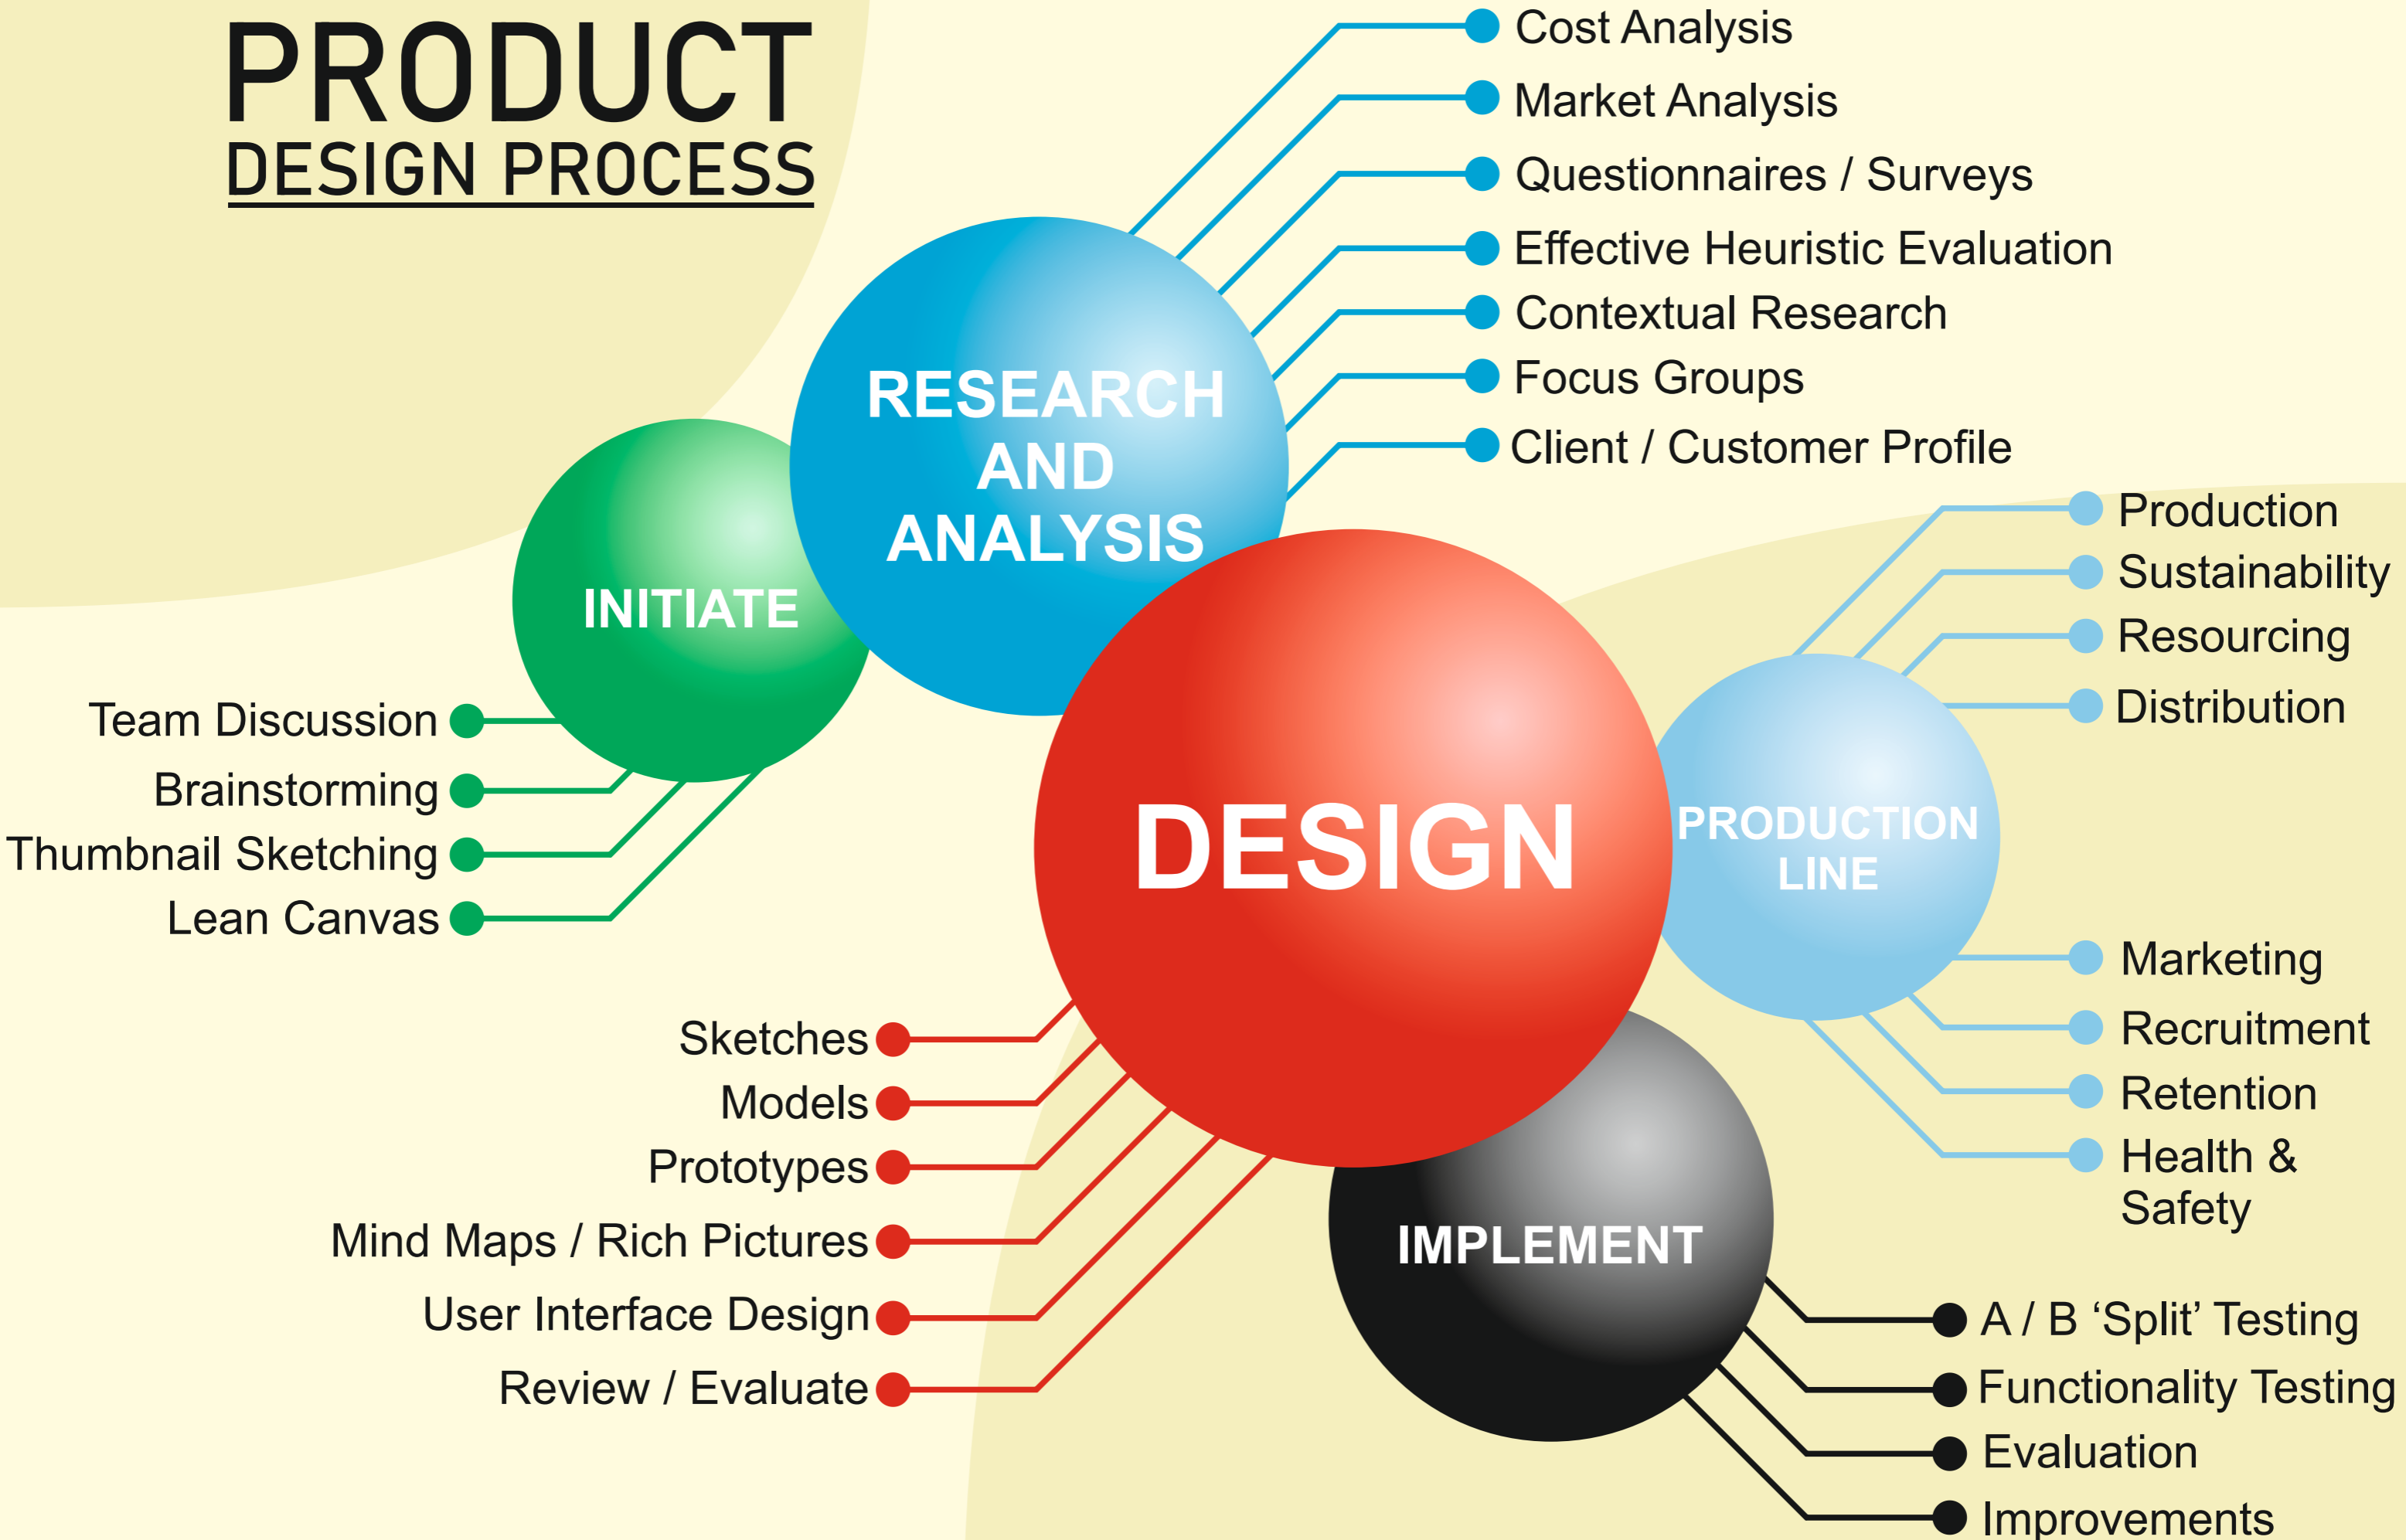 PRODUCT
DESIGN PROCESS
Cost Analysis
Market Analysis
Questionnaires / Surveys
Effective Heuristic Evaluation
Contextual Research
Focus Groups
Client / Customer Profile
RESEARCH
AND
ANALYSIS
INITIATE
Team Discussion
Brainstorming
Thumbnail Sketching
Lean Canvas
DESIGN
Sketches
Models
Prototypes
Mind Maps / Rich Pictures
User Interface Design
Review / Evaluate
PRODUCTION
LINE
Production
Sustainability
Resourcing
Distribution
Marketing
Recruitment
Retention
Health &
Safety
IMPLEMENT
A / B ‘Split’ Testing
Functionality Testing
Evaluation
Improvements